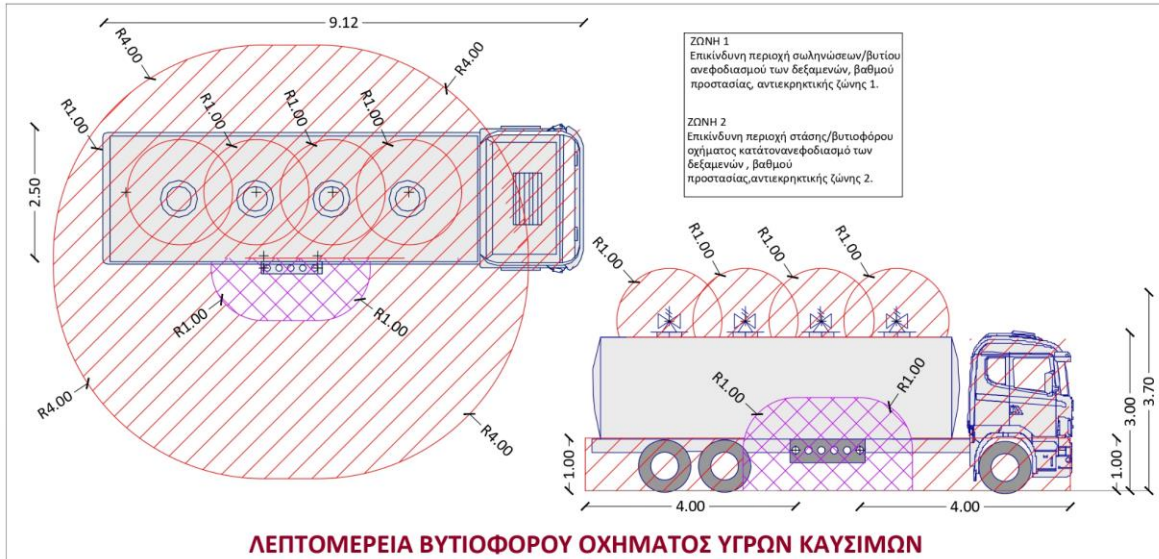 9.12
R4.00
R4.00
R1.00
R1.00
R1.00
R1.00
2.50
R1.00
R1.00
R4.00
R4.00
ΖΩΝΗ 1
Επικίνδυνη περιοχή σωληνώσεων/βυτίου
ανεφοδιασμού των δεξαμενών, βαθμού
προστασίας, αντιεκρηκτικής ζώνης 1.
ΖΩΝΗ 2
Επικίνδυνη περιοχή στάσης/βυτιοφόρου
οχήματος κατάτονανεφοδιασμό των
δεξαμενών , βαθμού
προστασίας,αντιεκρηκτικής ζώνης 2.
R1.00
R1.00
R1.00
R1.00
R1.00
R1.00
1.00
3.00
3.70
1.00
4.00
4.00
ΛΕΠΤΟΜΕΡΕΙΑ ΒΥΤΙΟΦΟΡΟΥ ΟΧΗΜΑΤΟΣ ΥΓΡΩΝ ΚΑΥΣΙΜΩΝ